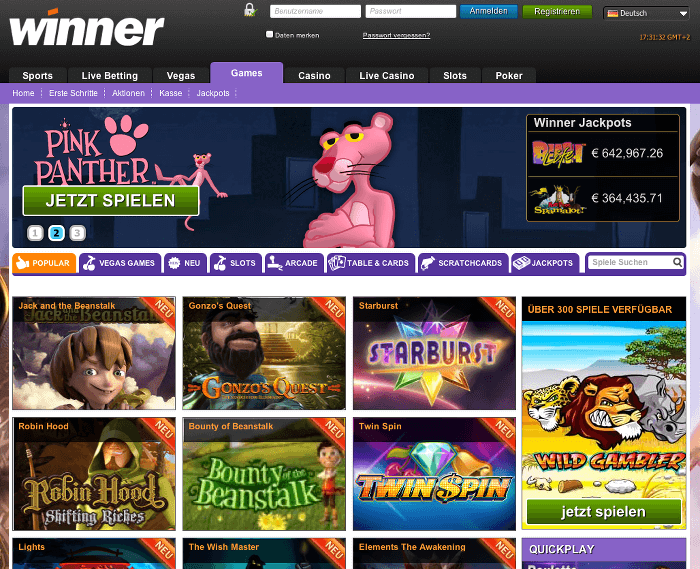 winner
Benutzername
Passwort
Anmelden
Registrieren
Deutsch
Daten merken
Passwort vergessen?
17:31:32 GMT+2
Sports
Live Betting
Vegas
Games
Casino
Live Casino
Slots
Poker
Home
Erste Schritte
Aktionen
Kasse
Jackpots
PINK
PANTHER
JETZT SPIELEN
1 2 3
Winner Jackpots
€ 642,967.26
Spamalot!
€ 364,435.71
POPULAR
VEGAS GAMES
NEU
SLOTS
ARCADE
TABLE & CARDS
SCRATCHCARDS
JACKPOTS
Spiele Suchen
Jack and the Beanstalk
NEU
Jack and the Beanstalk
Gonzo's Quest
NEU
GONZO'S QUEST
Starburst
NEU
STARBURST
ÜBER 300 SPIELE VERFÜGBAR
WILD GAMBLER
jetzt spielen
Robin Hood
NEU
ROBIN HOOD
Shifting Riches
Bounty of Beanstalk
NEU
Bounty of the
Beanstalk
Twin Spin
NEU
TWIN SPIN
Lights
NEU
The Wish Master
NEU
Elements The Awakening
NEU
QUICKPLAY
Roulette